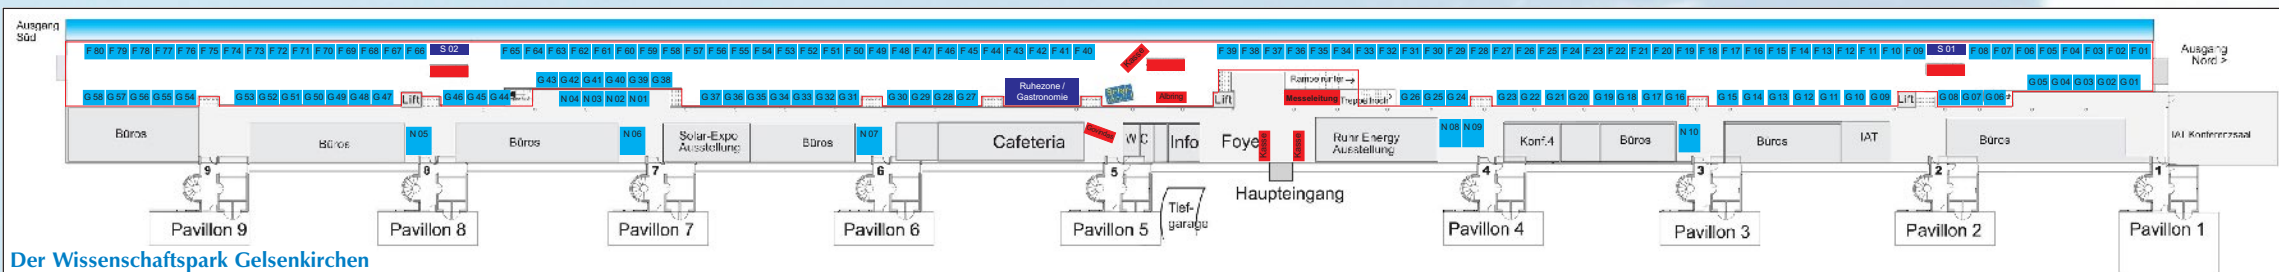 Ausgang
Süd
F 80 F 79 F 78 F 77 F 76 F 75 F 74 F 73 F 72 F 71 F 70 F 69 F 68 F 67 F 66 S 02 F 65 F 64 F 63 F 62 F 61 F 60 F 59 F 58 F 57 F 56 F 55 F 54 F 53 F 52 F 51 F 50 F 49 F 48 F 47 F 46 F 45 F 44 F 43 F 42 F 41 F 40 Kasse F 39 F 38 F 37 F 36 F 35 F 34 F 33 F 32 F 31 F 30 F 29 F 28 F 27 F 26 F 25 F 24 F 23 F 22 F 21 F 20 F 19 F 18 F 17 F 16 F 15 F 14 F 13 F 12 F 11 F 10 F 09 S 01 F 08 F 07 F 06 F 05 F 04 F 03 F 02 F 01
Ausgang
Nord >
G 43 G 42 G 41 G 40 G 39 G 38 Rampe runter → G 05 G 04 G 03 G 02 G 01
G 58 G 57 G 56 G 55 G 54 G 53 G 52 G 51 G 50 G 49 G 48 G 47 Lift G 46 G 45 G 44 N 04 N 03 N 02 N 01 G 37 G 36 G 35 G 34 G 33 G 32 G 31 G 30 G 29 G 28 G 27
Ruhezone /
Gastronomie
Lift Messeleitung Treppe hoch G 26 G 25 G 24 G 23 G 22 G 21 G 20 G 19 G 18 G 17 G 16 G 15 G 14 G 13 G 12 G 11 G 10 G 09 Lift G 08 G 07 G 06
Büros Büros N 05 Büros N 06
Solar-Expo
Ausstellung
Büros N 07 Cafeteria WC Info Foye Kasse Kasse
Ruhr Energy
Ausstellung
N 08 N 09 Konf.4 Büros N 10 Büros IAT Büros IAT Konferenzsaal
9 8 7 6 5 4 3 2 1
Haupteingang
Tief-
garage
Pavillon 9 Pavillon 8 Pavillon 7 Pavillon 6 Pavillon 5 Pavillon 4 Pavillon 3 Pavillon 2 Pavillon 1
Der Wissenschaftspark Gelsenkirchen